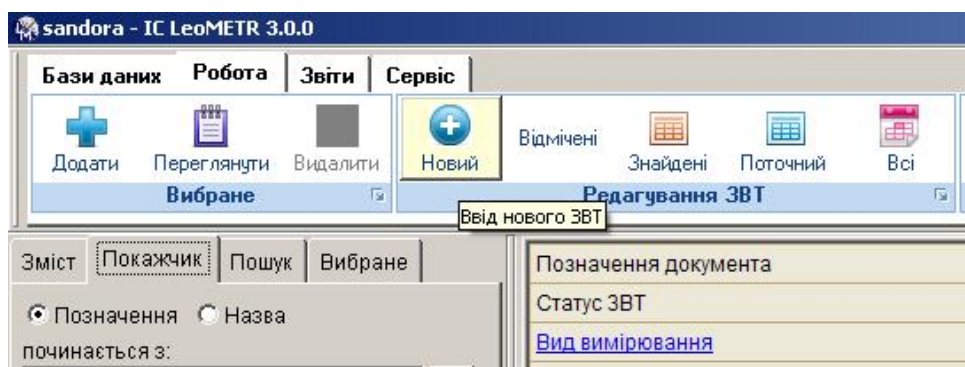 sandora - IC LeoMETR 3.0.0
Бази даних Робота Звіти Сервіс
Додати Переглянути Видалити Новий Відмічені Знайдені Поточний Всі
Вибране Редагування ЗВТ
Ввід нового ЗВТ
Зміст Покажчик Пошук Вибране
Позначення Назва
починається з:
Позначення документа
Статус ЗВТ
Вид вимірювання